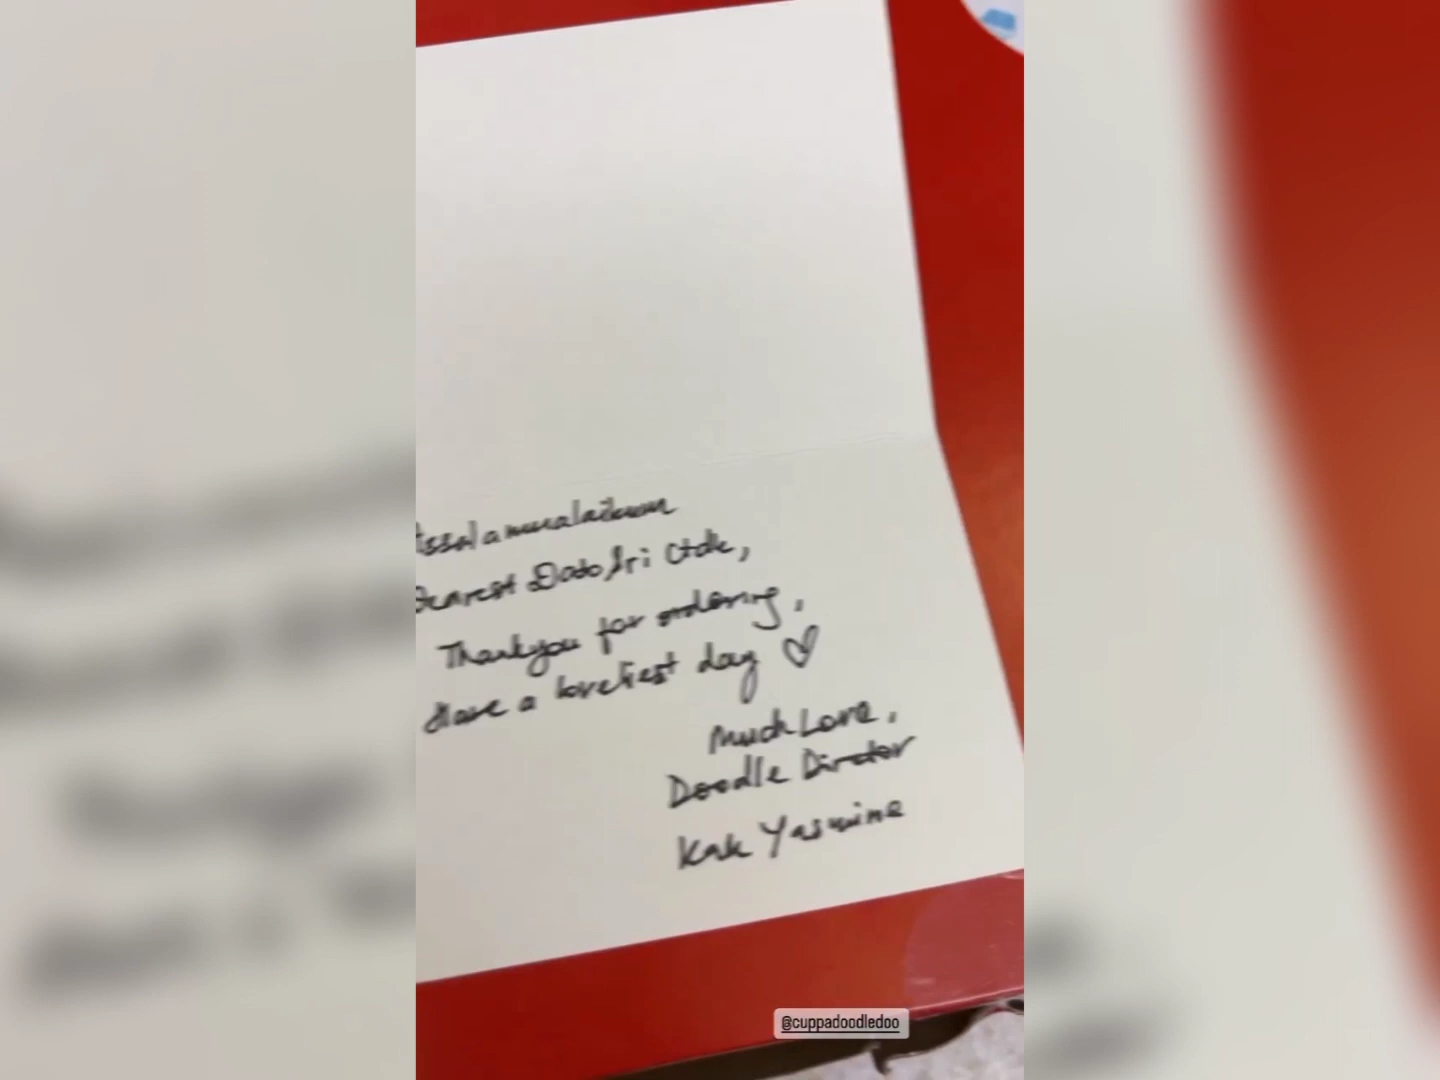 Assalamualaikum
Dearest Dato Sri Ctdk,
Thankyou for ordering,
Have a loveliest day ♡
Much Love,
Doodle Director
Kak Yasmine
@cuppadoodledoo